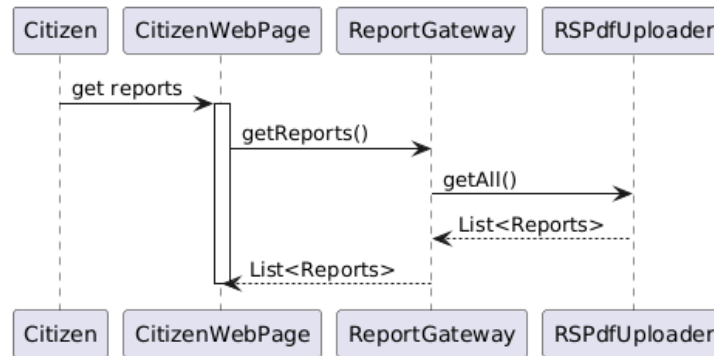 Citizen CitizenWebPage ReportGateway RSPdfUploader
get reports
getReports()
getAll()
List<Reports>
List<Reports>
Citizen CitizenWebPage ReportGateway RSPdfUploader